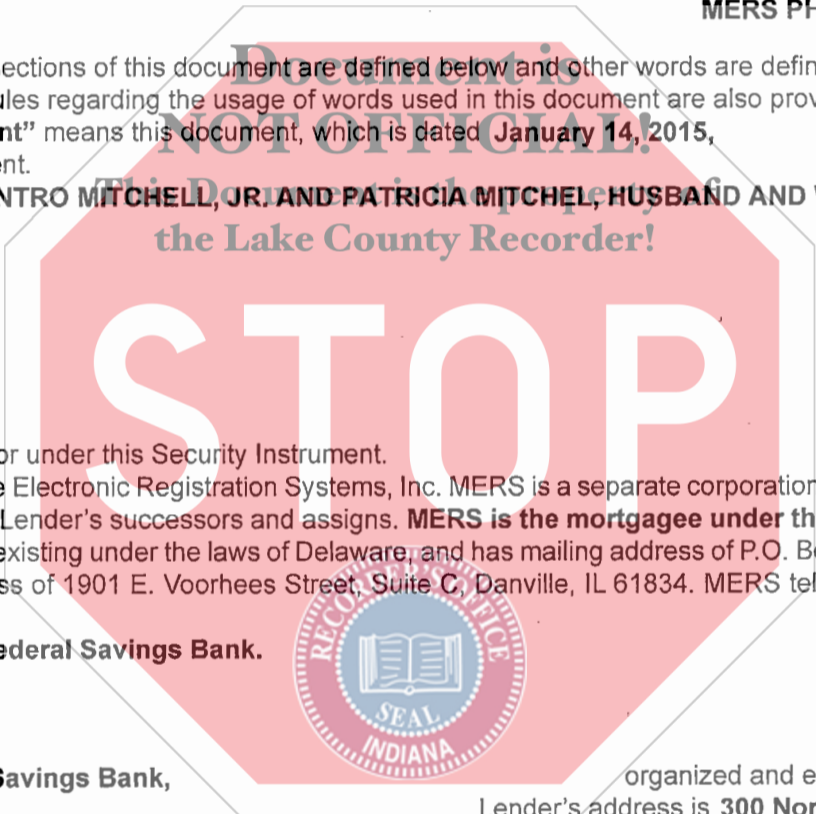 MERS PH
Document is
ections of this document are defined below and other words are defin
ules regarding the usage of words used in this document are also prov
NOT OFFICIAL!
nt” means this document, which is dated January 14, 2015,
ent.
This Document is the property of
NTRO MITCHELL, JR. AND PATRICIA MITCHEL, HUSBAND AND
the Lake County Recorder!
STOP
or under this Security Instrument.
e Electronic Registration Systems, Inc. MERS is a separate corporation
Lender's successors and assigns. MERS is the mortgagee under th
existing under the laws of Delaware, and has mailing address of P.O. B
ss of 1901 E. Voorhees Street, Suite C, Danville, IL 61834. MERS tel
RECORDER'S OFFICE
ederal Savings Bank.
SEAL
INDIANA
Savings Bank,
organized and e
Lender's address is 300 Nor